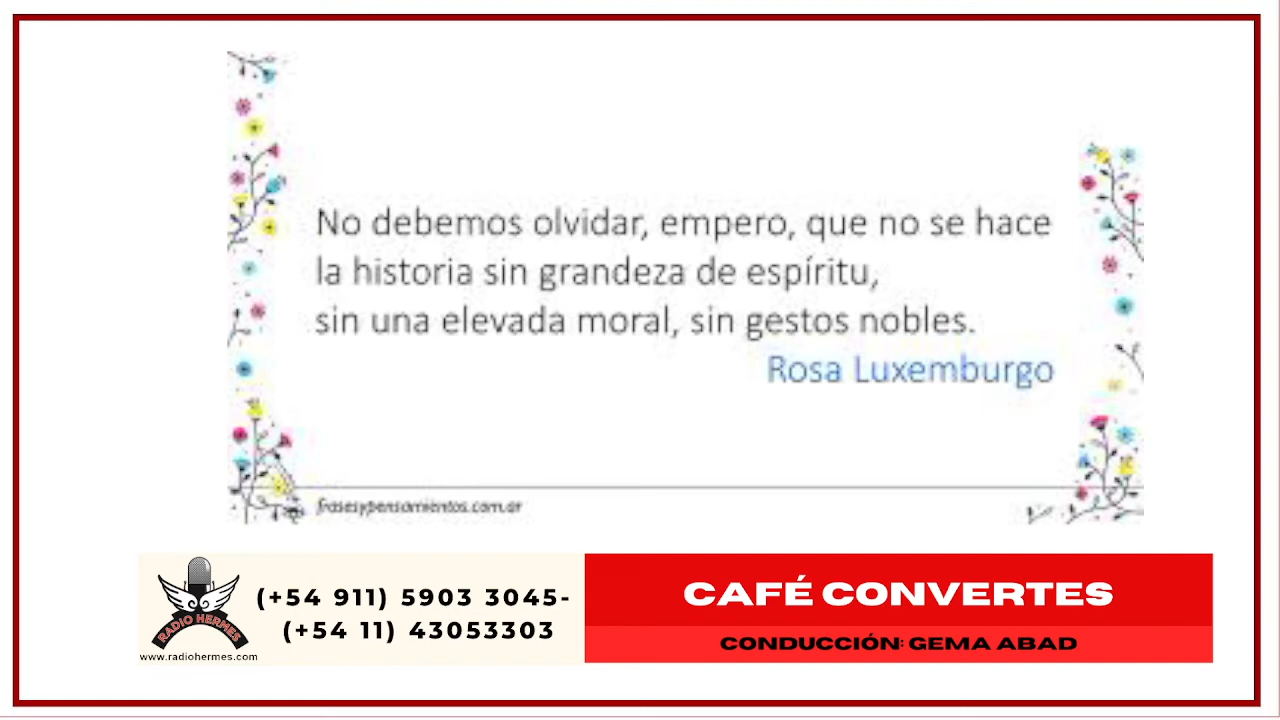 No debemos olvidar, empero, que no se hace
la historia sin grandeza de espíritu,
sin una elevada moral, sin gestos nobles.
Rosa Luxemburgo
frasesypensamientos.com.ar
RADIO HERMES
www.radiohermes.com
(+54 911) 5903 3045-
(+54 11) 43053303
CAFÉ CONVERTES
CONDUCCIÓN: GEMA ABAD